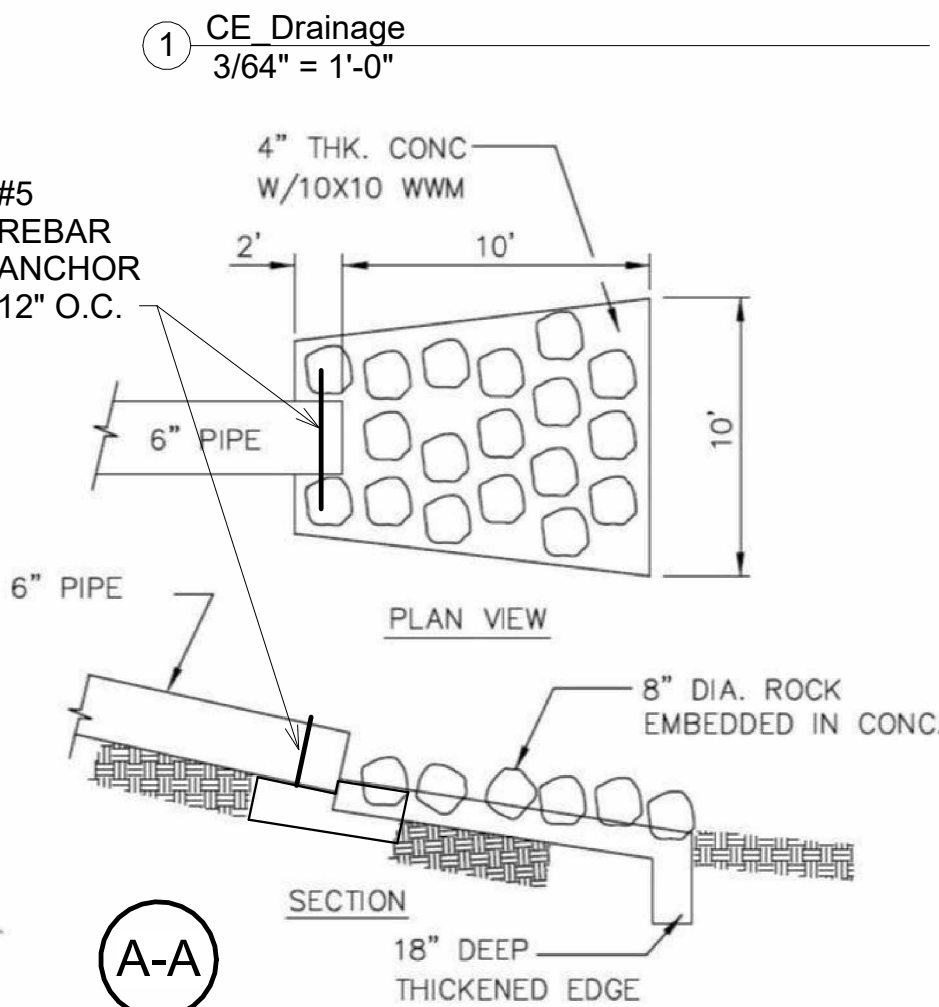 1
CE_Drainage
3/64" = 1'-0"
4” THK. CONC
W/10X10 WWM
#5
REBAR
ANCHOR
12" O.C.
2'
10'
10'
6” PIPE
PLAN VIEW
6” PIPE
8” DIA. ROCK
EMBEDDED IN CONC.
SECTION
A-A
18” DEEP
THICKENED EDGE